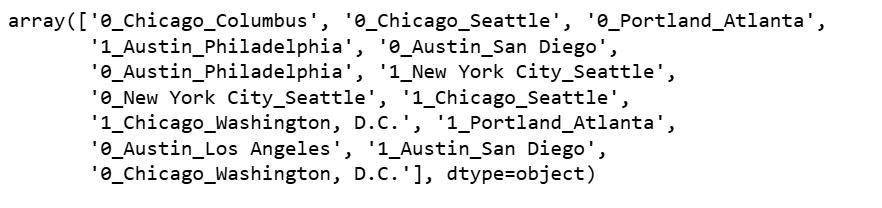 array(['0_Chicago_Columbus', '0_Chicago_Seattle', '0_Portland_Atlanta',
       '1_Austin_Philadelphia', '0_Austin_San Diego',
       '0_Austin_Philadelphia', '1_New York City_Seattle',
       '0_New York City_Seattle', '1_Chicago_Seattle',
       '1_Chicago_Washington, D.C.', '1_Portland_Atlanta',
       '0_Austin_Los Angeles', '1_Austin_San Diego',
       '0_Chicago_Washington, D.C.'], dtype=object)